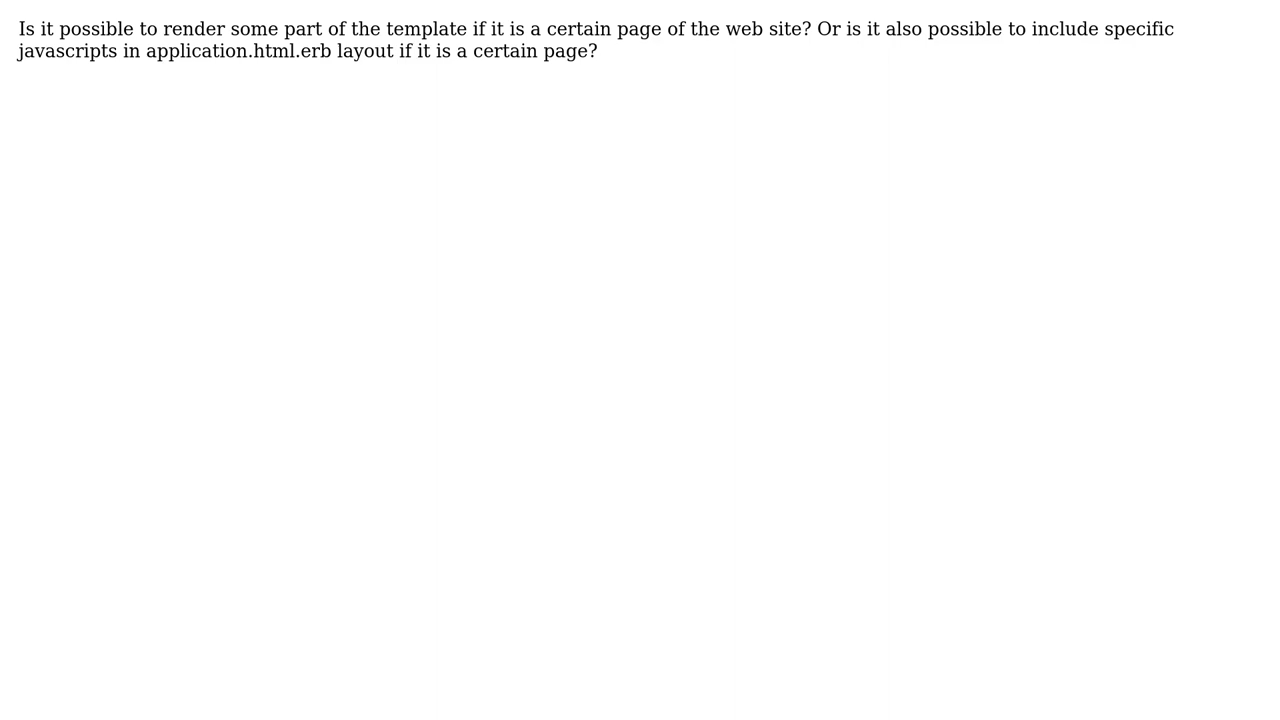 Is it possible to render some part of the template if it is a certain page of the web site? Or is it also possible to include specific
javascripts in application.html.erb layout if it is a certain page?